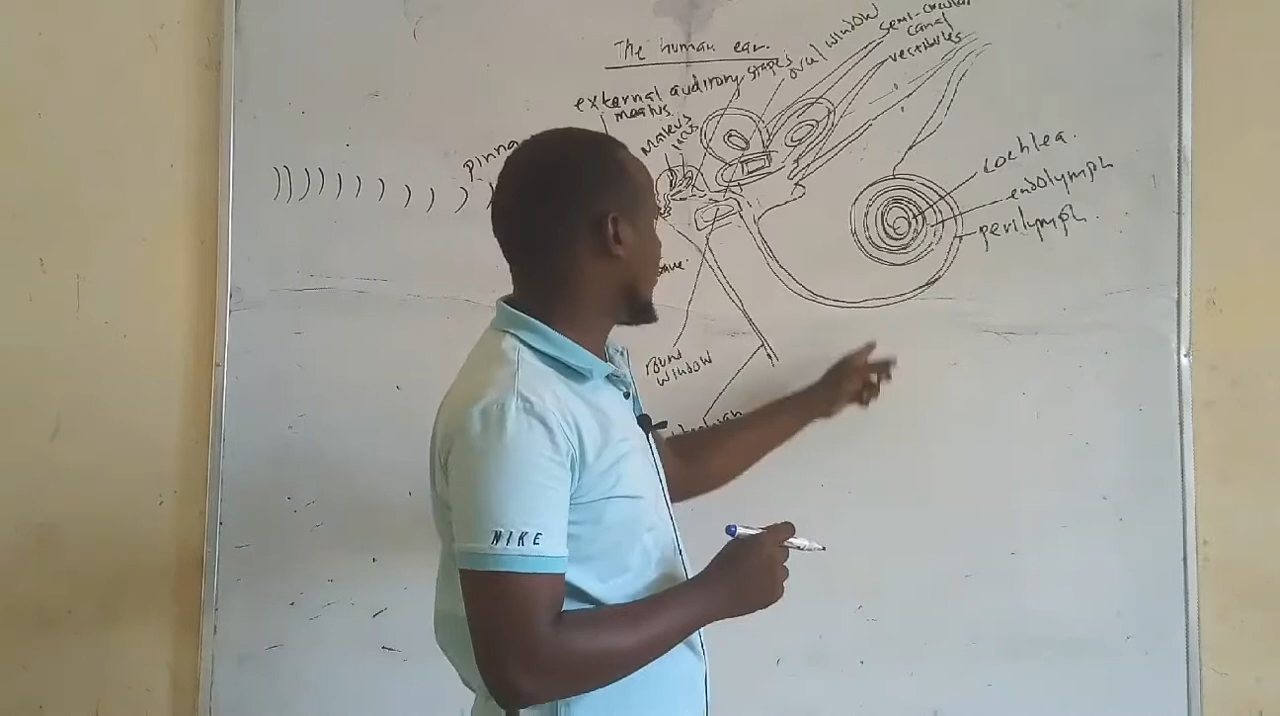 The human ear.
semi-circular
canal
oval window
vestibules
stapes
external auditory
meatus
maleus
incus
pinna
cochlea.
endolymph
perilymph.
round
window
NIKE